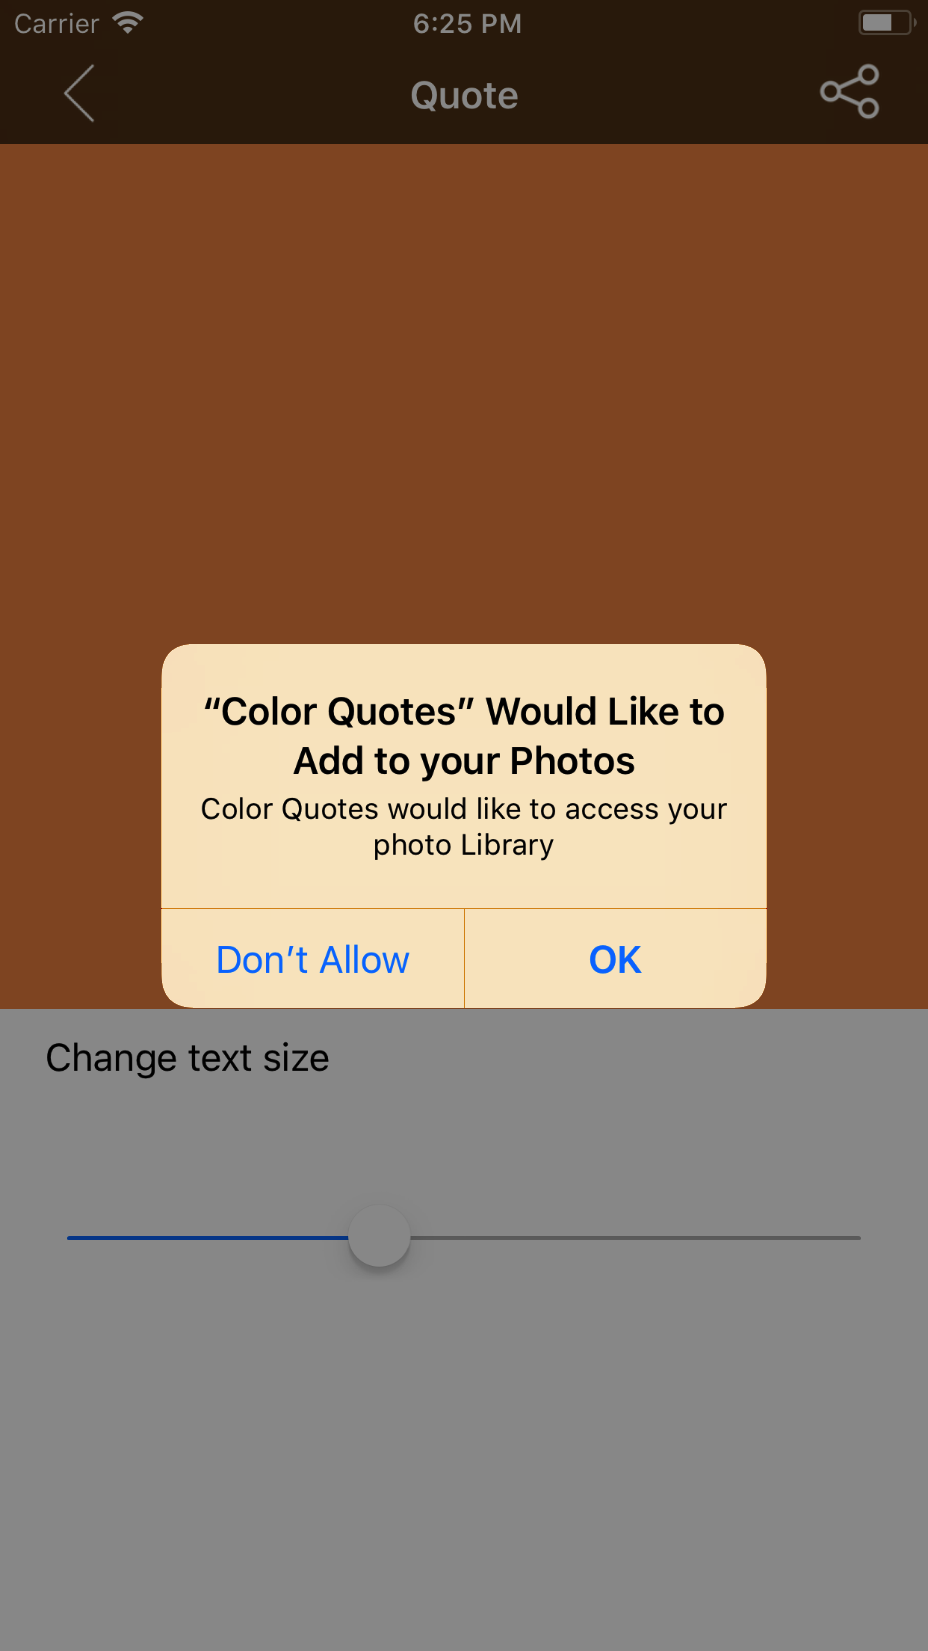 Carrier 6:25 PM
Quote
“Color Quotes” Would Like to
Add to your Photos
Color Quotes would like to access your
photo Library
Don’t Allow OK
Change text size